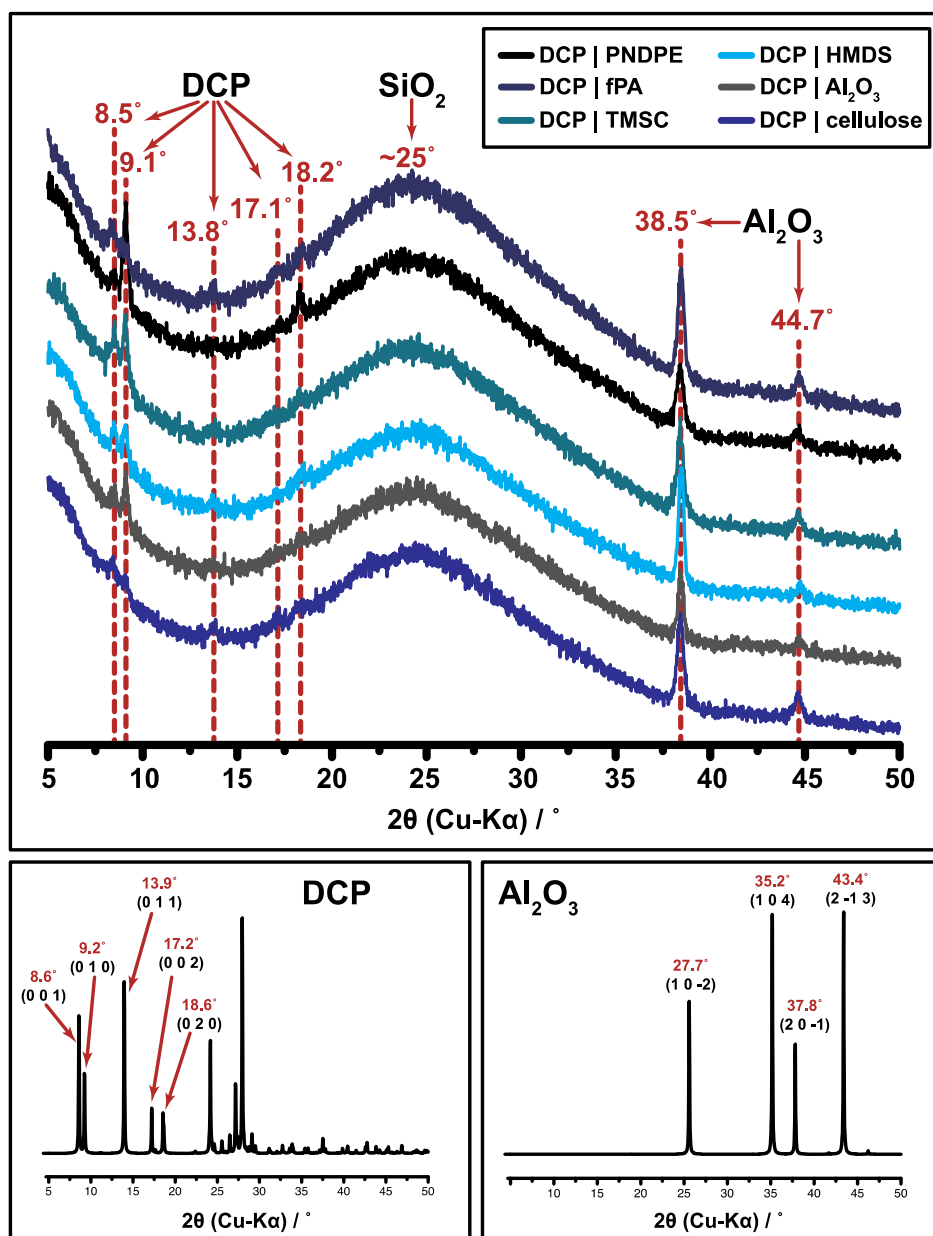 DCP | PNDPE
DCP | fPA
DCP | TMSC
DCP | HMDS
DCP | Al₂O₃
DCP | cellulose
DCP
SiO₂
8.5°
9.1°
13.8°
17.1°
18.2°
~25°
38.5°
Al₂O₃
44.7°
5 10 15 20 25 30 35 40 45 50
2θ (Cu-Kα) / °
DCP
13.9°
(0 1 1)
9.2°
(0 1 0)
17.2°
(0 0 2)
8.6°
(0 0 1)
18.6°
(0 2 0)
5 10 15 20 25 30 35 40 45 50
2θ (Cu-Kα) / °
Al₂O₃
35.2°
(1 0 4)
43.4°
(2 -1 3)
27.7°
(1 0 -2)
37.8°
(2 0 -1)
5 10 15 20 25 30 35 40 45 50
2θ (Cu-Kα) / °